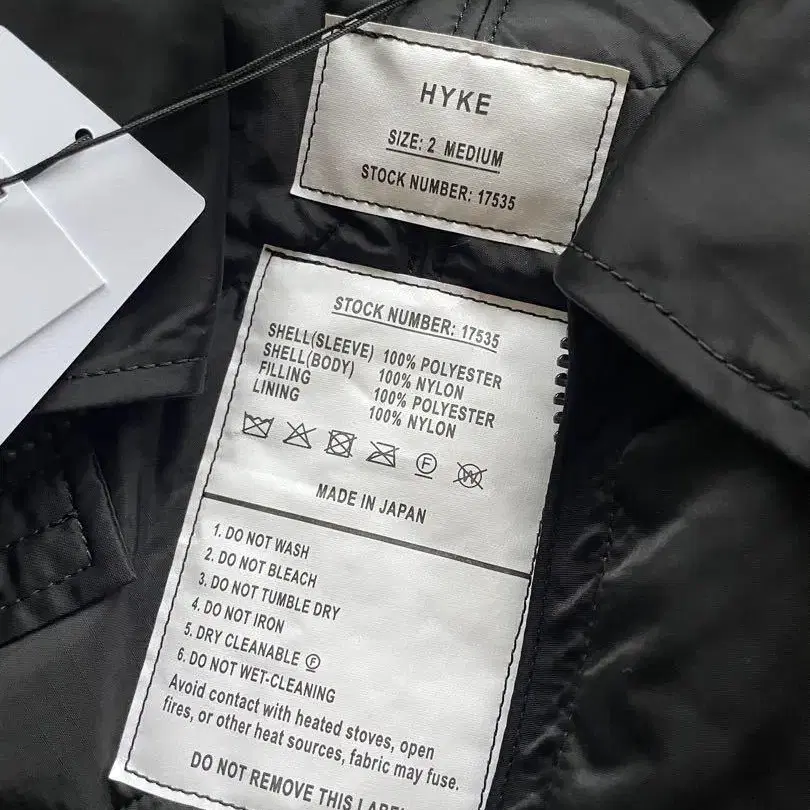 HYKE
SIZE: 2 MEDIUM
STOCK NUMBER: 17535
STOCK NUMBER: 17535
SHELL(SLEEVE) 100% POLYESTER
SHELL(BODY) 100% NYLON
FILLING 100% POLYESTER
LINING 100% NYLON
F W
MADE IN JAPAN
1. DO NOT WASH
2. DO NOT BLEACH
3. DO NOT TUMBLE DRY
4. DO NOT IRON
5. DRY CLEANABLE Ⓕ
6. DO NOT WET-CLEANING
Avoid contact with heated stoves, open
fires, or other heat sources, fabric may fuse.
DO NOT REMOVE THIS LABEL